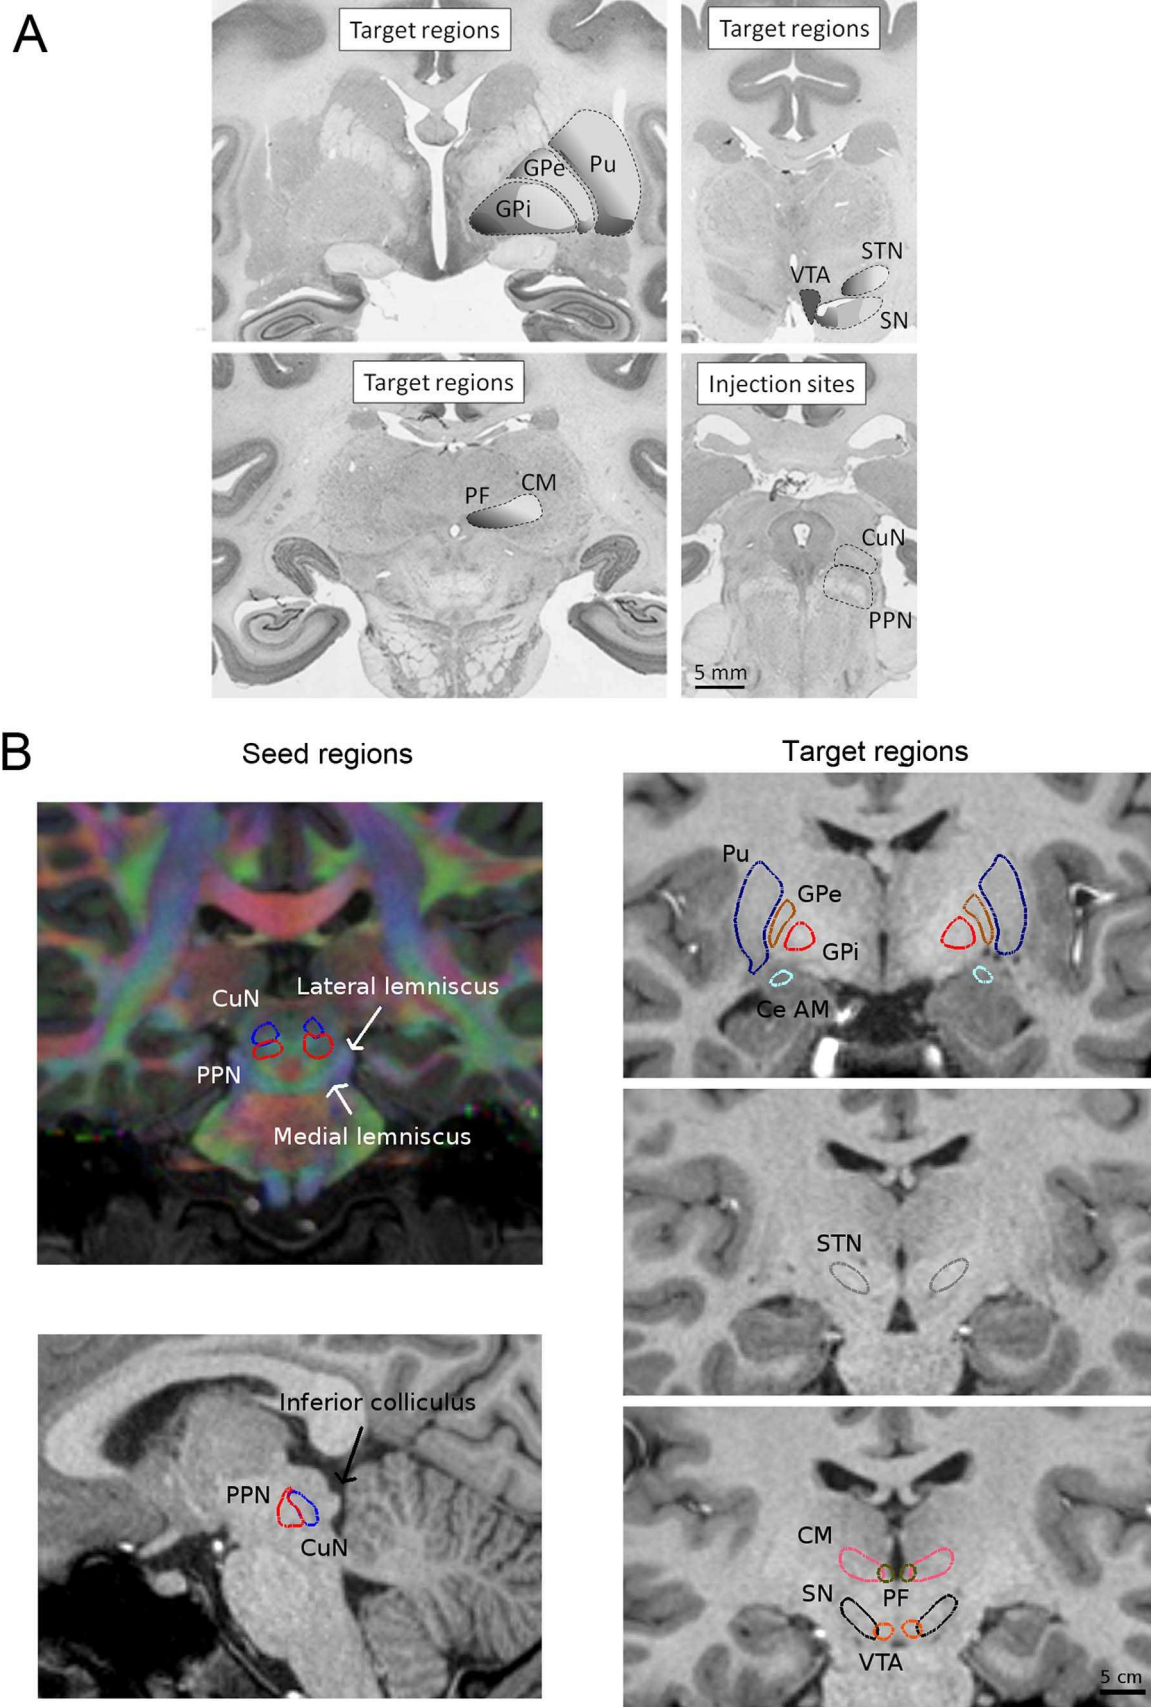 A
Target regions
GPe
Pu
GPi
Target regions
STN
VTA
SN
Target regions
CM
PF
Injection sites
CuN
PPN
5 mm
B
Seed regions
Target regions
Lateral lemniscus
CuN
PPN
Medial lemniscus
Inferior colliculus
PPN
CuN
Pu
GPe
GPi
Ce AM
STN
CM
PF
SN
VTA
5 cm